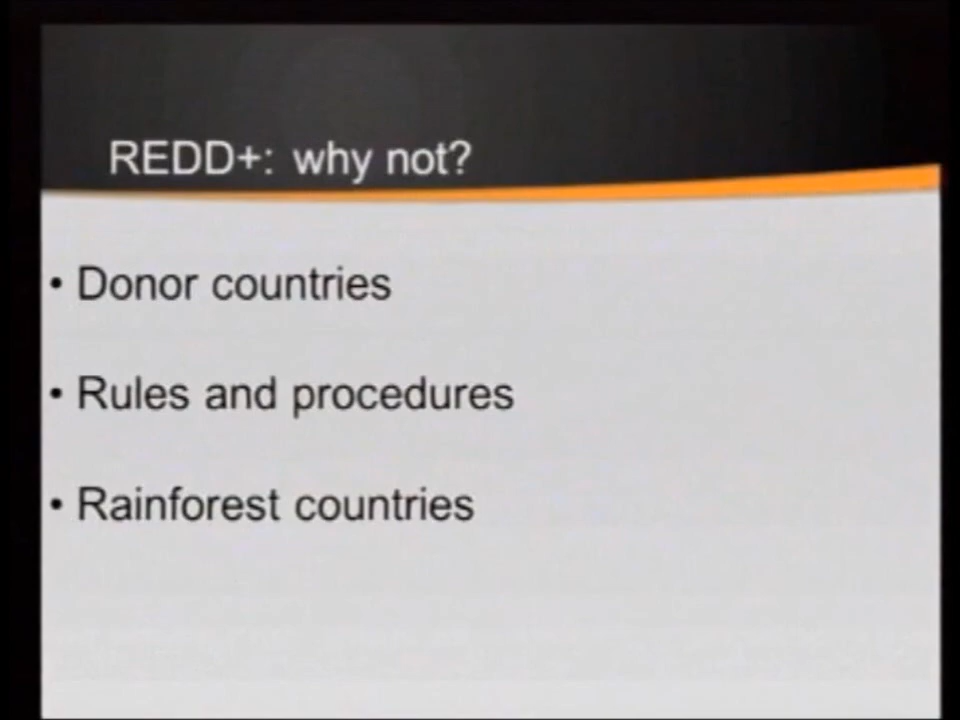 REDD+: why not?
• Donor countries
• Rules and procedures
• Rainforest countries